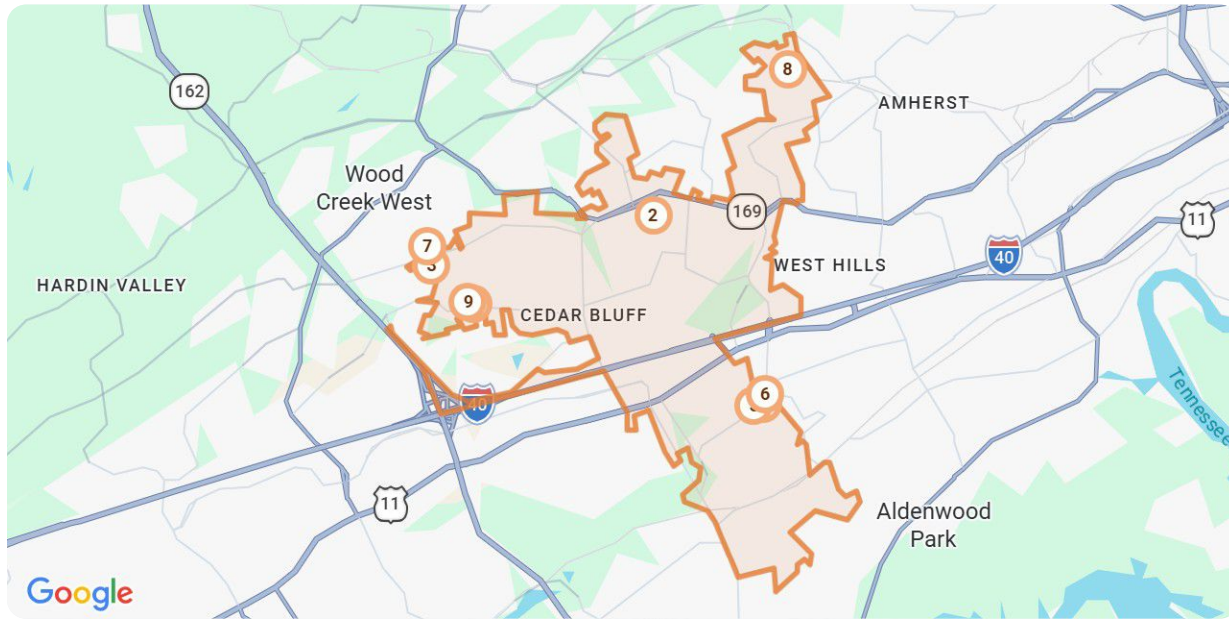 8
162
AMHERST
Wood
Creek West
2
169
11
7
40
WEST HILLS
HARDIN VALLEY
9
CEDAR BLUFF
Tennessee
6
40
11
Aldenwood
Park
Google